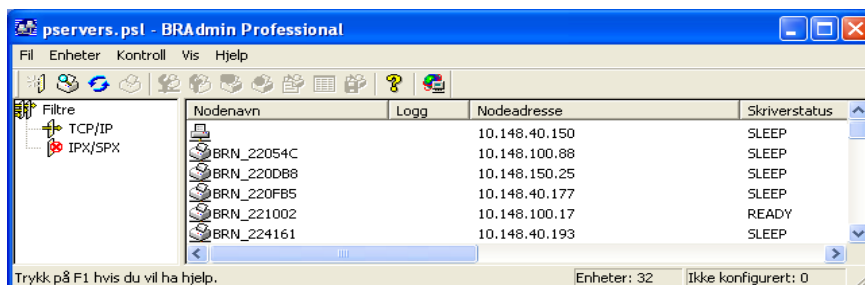 pservers.psl - BRAdmin Professional
Fil Enheter Kontroll Vis Hjelp
Filtre
TCP/IP
IPX/SPX
Nodenavn Logg Nodeadresse Skriverstatus
10.148.40.150 SLEEP
BRN_22054C 10.148.100.88 SLEEP
BRN_220DB8 10.148.150.25 SLEEP
BRN_220FB5 10.148.40.177 SLEEP
BRN_221002 10.148.100.17 READY
BRN_224161 10.148.40.193 SLEEP
Trykk på F1 hvis du vil ha hjelp. Enheter: 32 Ikke konfigurert: 0